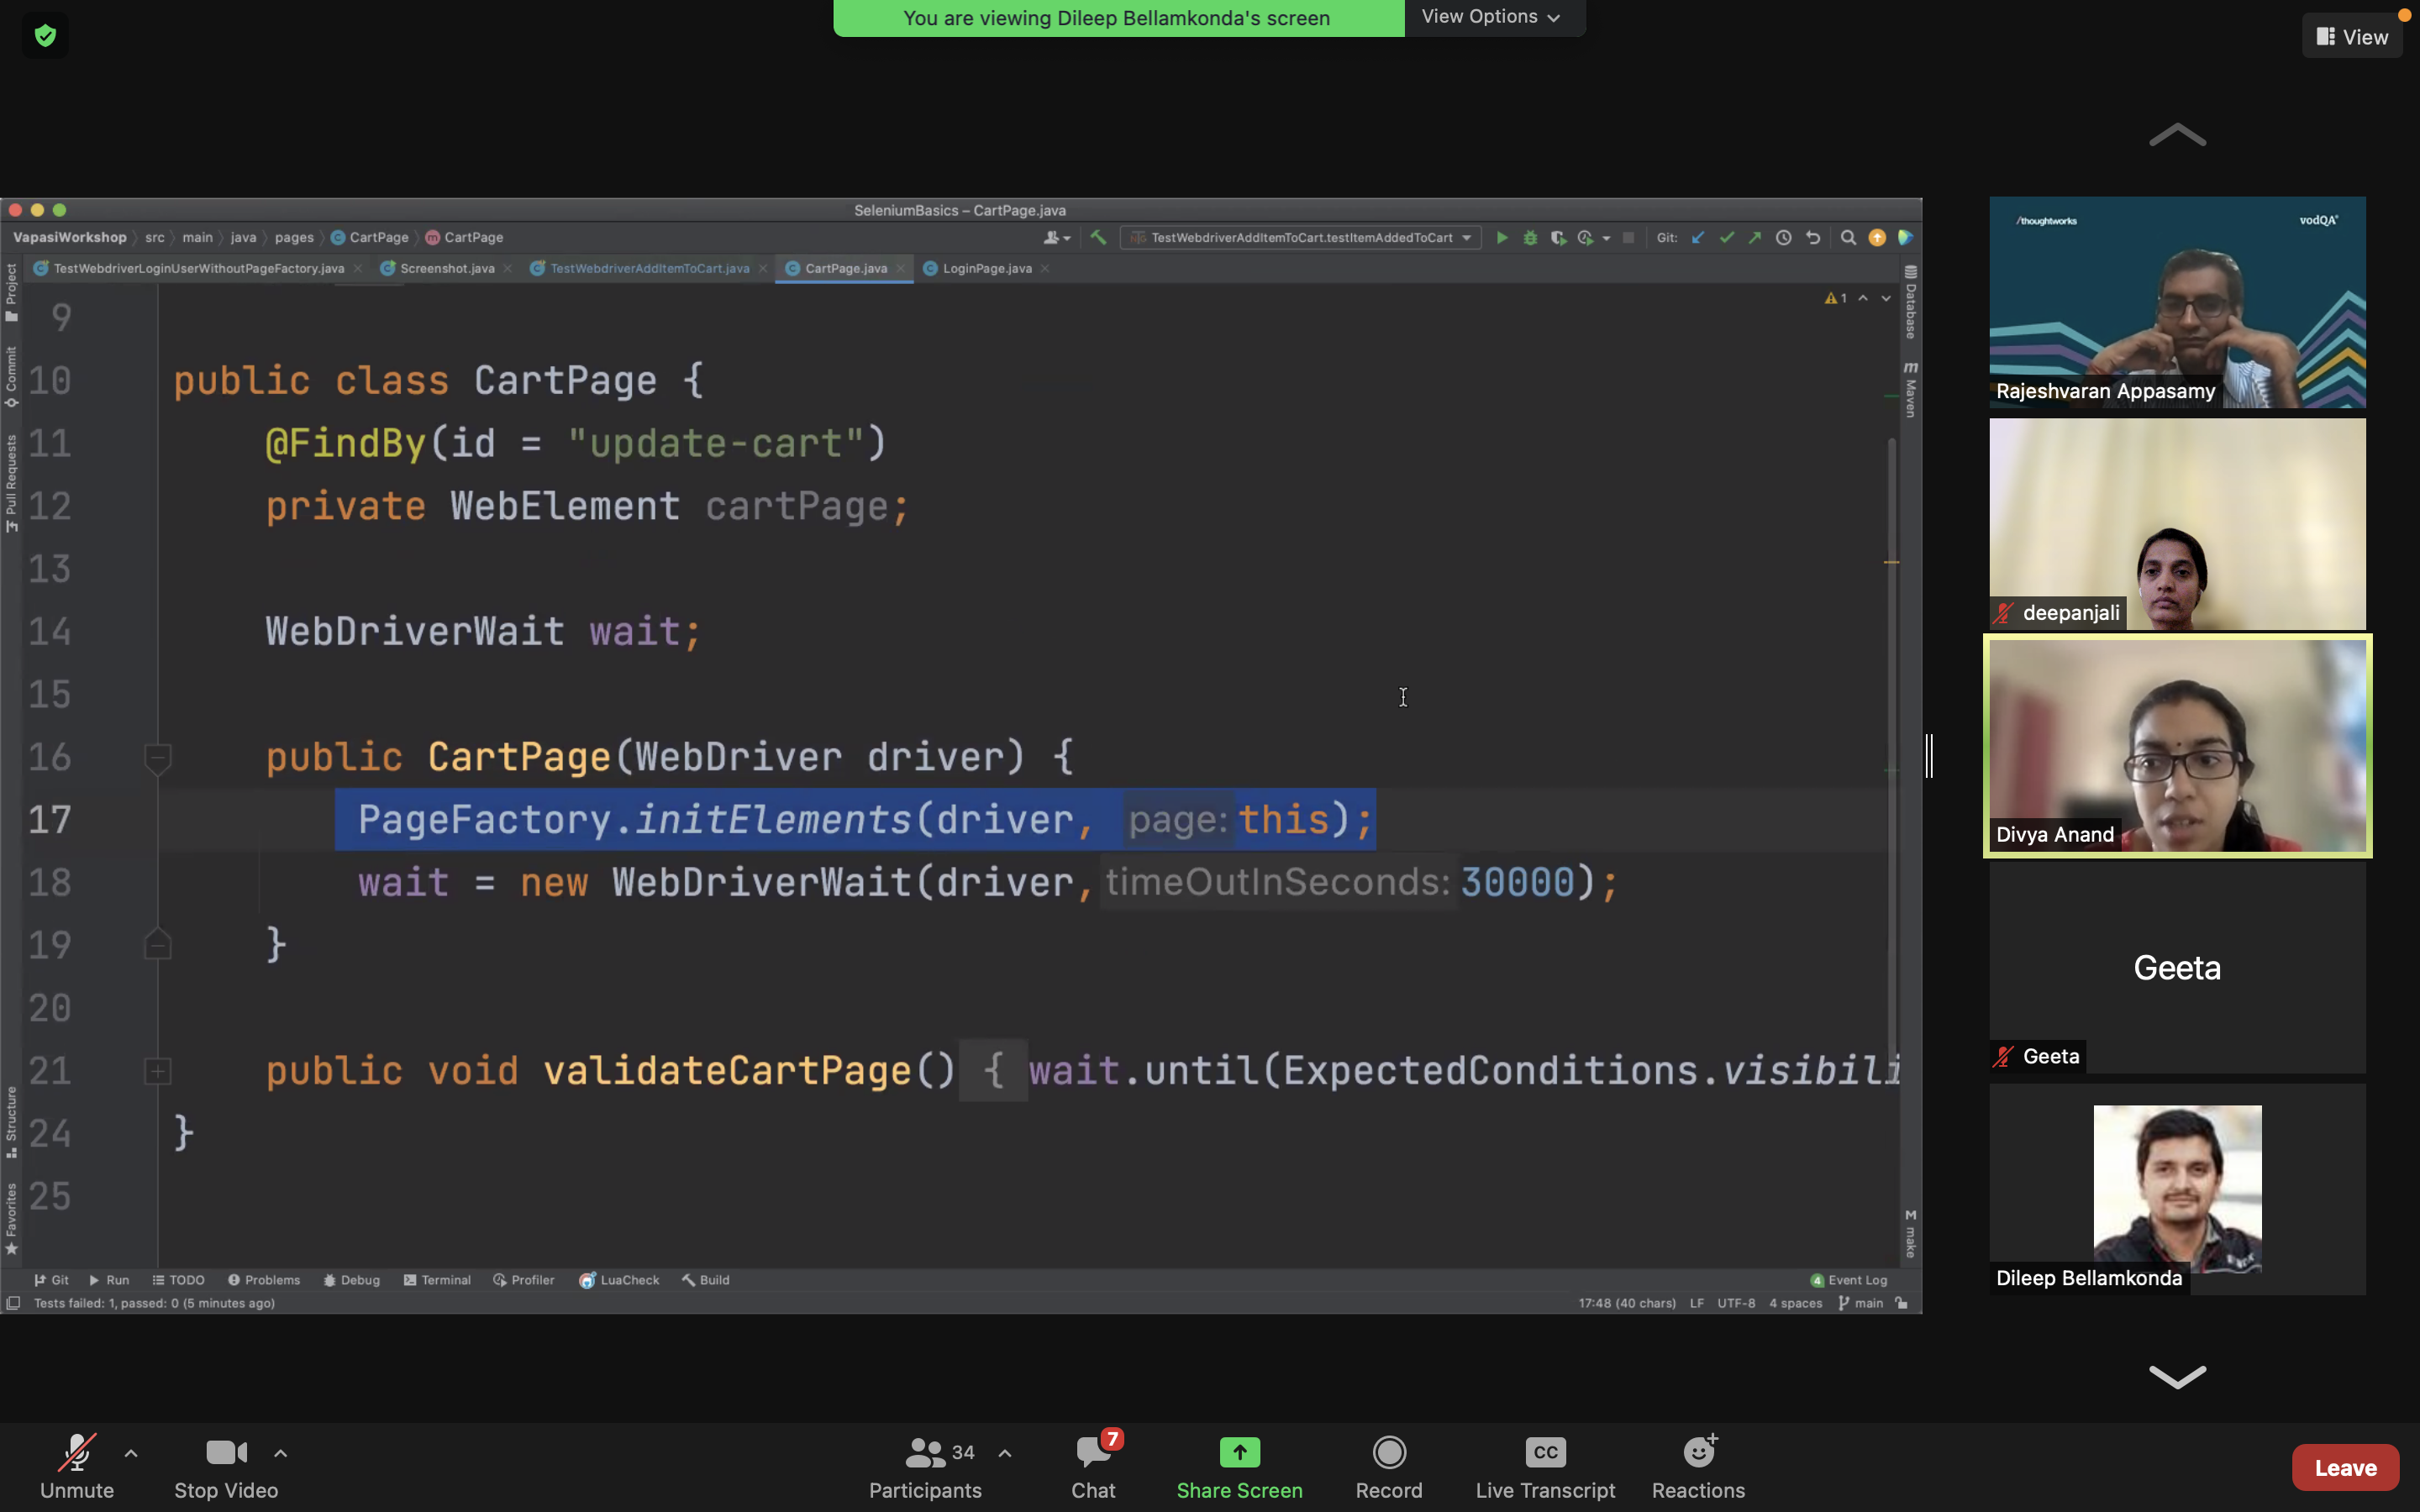 You are viewing Dileep Bellamkonda's screen
View Options
View
SeleniumBasics – CartPage.java
VapasiWorkshop src main java pages CartPage CartPage
TestWebdriverAddItemToCart.testItemAddedToCart
Git:
TestWebdriverLoginUserWithoutPageFactory.java
Screenshot.java
TestWebdriverAddItemToCart.java
CartPage.java
LoginPage.java
Project
Commit
Pull Requests
Structure
Favorites
1
Database
m Maven
M make
9
10 public class CartPage {
11 @FindBy(id = "update-cart")
12 private WebElement cartPage;
13
14 WebDriverWait wait;
15
16 public CartPage(WebDriver driver) {
17 PageFactory.initElements(driver, page: this);
18 wait = new WebDriverWait(driver, timeOutInSeconds: 30000);
19 }
20
21 public void validateCartPage() { wait.until(ExpectedConditions.visibili
24 }
25
Git Run TODO Problems Debug Terminal Profiler LuaCheck Build
4 Event Log
Tests failed: 1, passed: 0 (5 minutes ago)
17:48 (40 chars) LF UTF-8 4 spaces main
/thoughtworks
vodQA
Rajeshvaran Appasamy
deepanjali
Divya Anand
Geeta
Geeta
Dileep Bellamkonda
Unmute
Stop Video
34
Participants
7
Chat
Share Screen
Record
CC
Live Transcript
Reactions
Leave